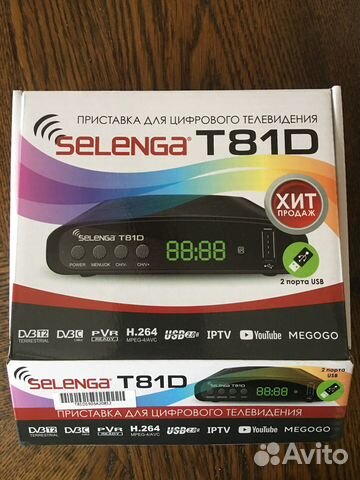 ПРИСТАВКА ДЛЯ ЦИФРОВОГО ТЕЛЕВИДЕНИЯ
SELENGA® T81D
ХИТ
ПРОДАЖ
SELENGA T81D
POWER MENU/OK CH/V- CH/V+
88:88
2 порта USB
DVB T2 TERRESTRIAL DVB C PVR READY H.264 MPEG-4/AVC USB 2.0 IPTV YouTube MEGOGO
SELENGA® T81D
2 порта
USB
88:88
ПРИСТАВКА ДЛЯ ЦИФРОВОГО ТЕЛЕВИДЕНИЯ
DVB T2 TERRESTRIAL DVB C PVR READY H.264 MPEG-4/AVC USB 2.0 IPTV YouTube MEGOGO
Avito